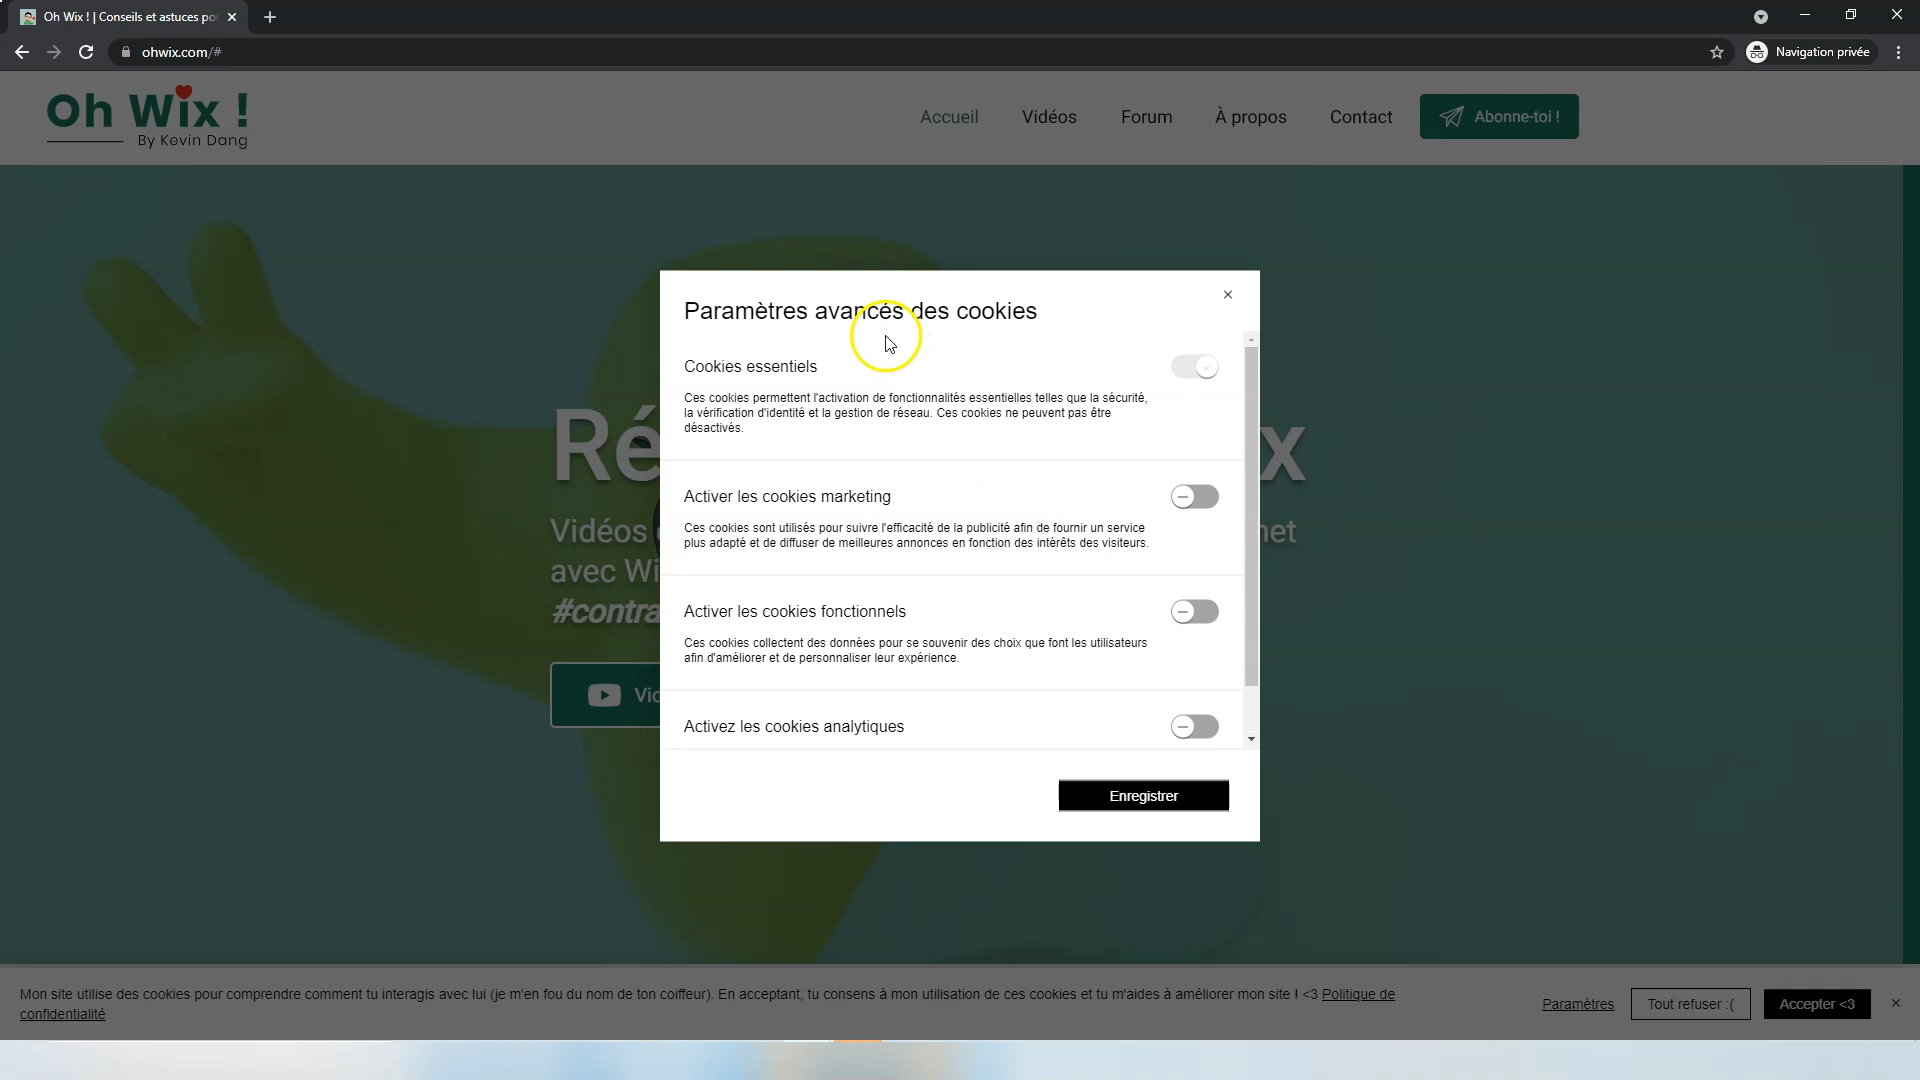 Oh Wix ! | Conseils et astuces po
ohwix.com/#
Navigation privée
Oh Wix !
By Kevin Dang
Accueil
Vidéos
Forum
À propos
Contact
Abonne-toi !
Paramètres avancés des cookies
Cookies essentiels
Ces cookies permettent l'activation de fonctionnalités essentielles telles que la sécurité,
la vérification d'identité et la gestion de réseau. Ces cookies ne peuvent pas être
désactivés.
Activer les cookies marketing
Ces cookies sont utilisés pour suivre l'efficacité de la publicité afin de fournir un service
plus adapté et de diffuser de meilleures annonces en fonction des intérêts des visiteurs.
Activer les cookies fonctionnels
Ces cookies collectent des données pour se souvenir des choix que font les utilisateurs
afin d'améliorer et de personnaliser leur expérience.
Activez les cookies analytiques
Enregistrer
Ré x
Vidéos net
avec Wi
#contra
Vid
Mon site utilise des cookies pour comprendre comment tu interagis avec lui (je m'en fou du nom de ton coiffeur). En acceptant, tu consens à mon utilisation de ces cookies et tu m'aides à améliorer mon site ! <3 Politique de
confidentialité
Paramètres
Tout refuser :(
Accepter <3